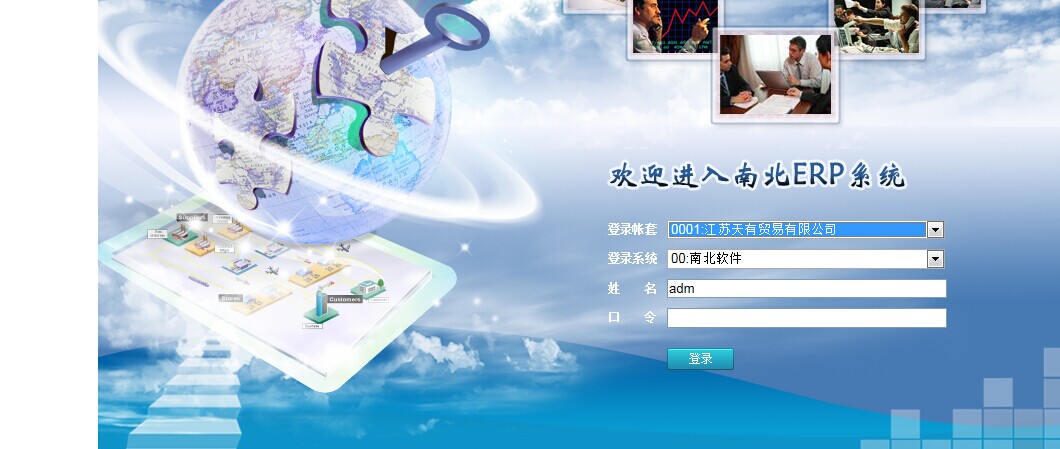 Suppliers
欢迎进入南北ERP系统
登录帐套 0001:江苏天有贸易有限公司
登录系统 00:南北软件
姓 名 adm
口 令
登录
Stores
Customers